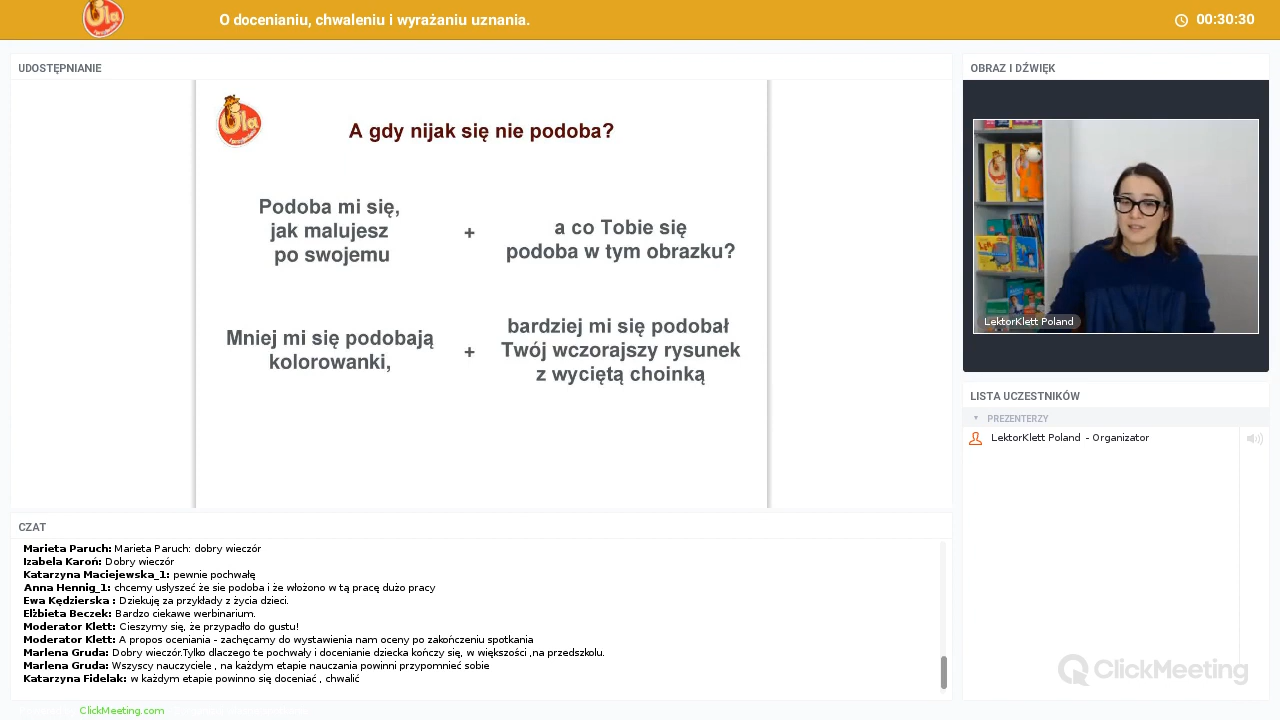 Ula
O docenianiu, chwaleniu i wyrażaniu uznania.
00:30:30
UDOSTĘPNIANIE
Ula
A gdy nijak się nie podoba?
Podoba mi się,
jak malujesz
po swojemu
+
a co Tobie się
podoba w tym obrazku?
Mniej mi się podobają
kolorowanki,
+
bardziej mi się podobał
Twój wczorajszy rysunek
z wyciętą choinką
OBRAZ I DŹWIĘK
LektorKlett Poland
LISTA UCZESTNIKÓW
PREZENTERZY
LektorKlett Poland - Organizator
CZAT
Marieta Paruch: Marieta Paruch: dobry wieczór
Izabela Karoń: Dobry wieczór
Katarzyna Maciejewska_1: pewnie pochwałę
Anna Hennig_1: chcemy usłyszeć że sie podoba i że włożono w tą pracę dużo pracy
Ewa Kędzierska : Dziekuję za przykłady z życia dzieci.
Elżbieta Beczek: Bardzo ciekawe werbinarium.
Moderator Klett: Cieszymy się, że przypadło do gustu!
Moderator Klett: A propos oceniania - zachęcamy do wystawienia nam oceny po zakończeniu spotkania
Marlena Gruda: Dobry wieczór.Tylko dlaczego te pochwały i docenianie dziecka kończy się, w większości ,na przedszkolu.
Marlena Gruda: Wszyscy nauczyciele , na każdym etapie nauczania powinni przypomnieć sobie
Katarzyna Fidelak: w każdym etapie powinno się doceniać , chwalić
ClickMeeting
ClickMeeting.com